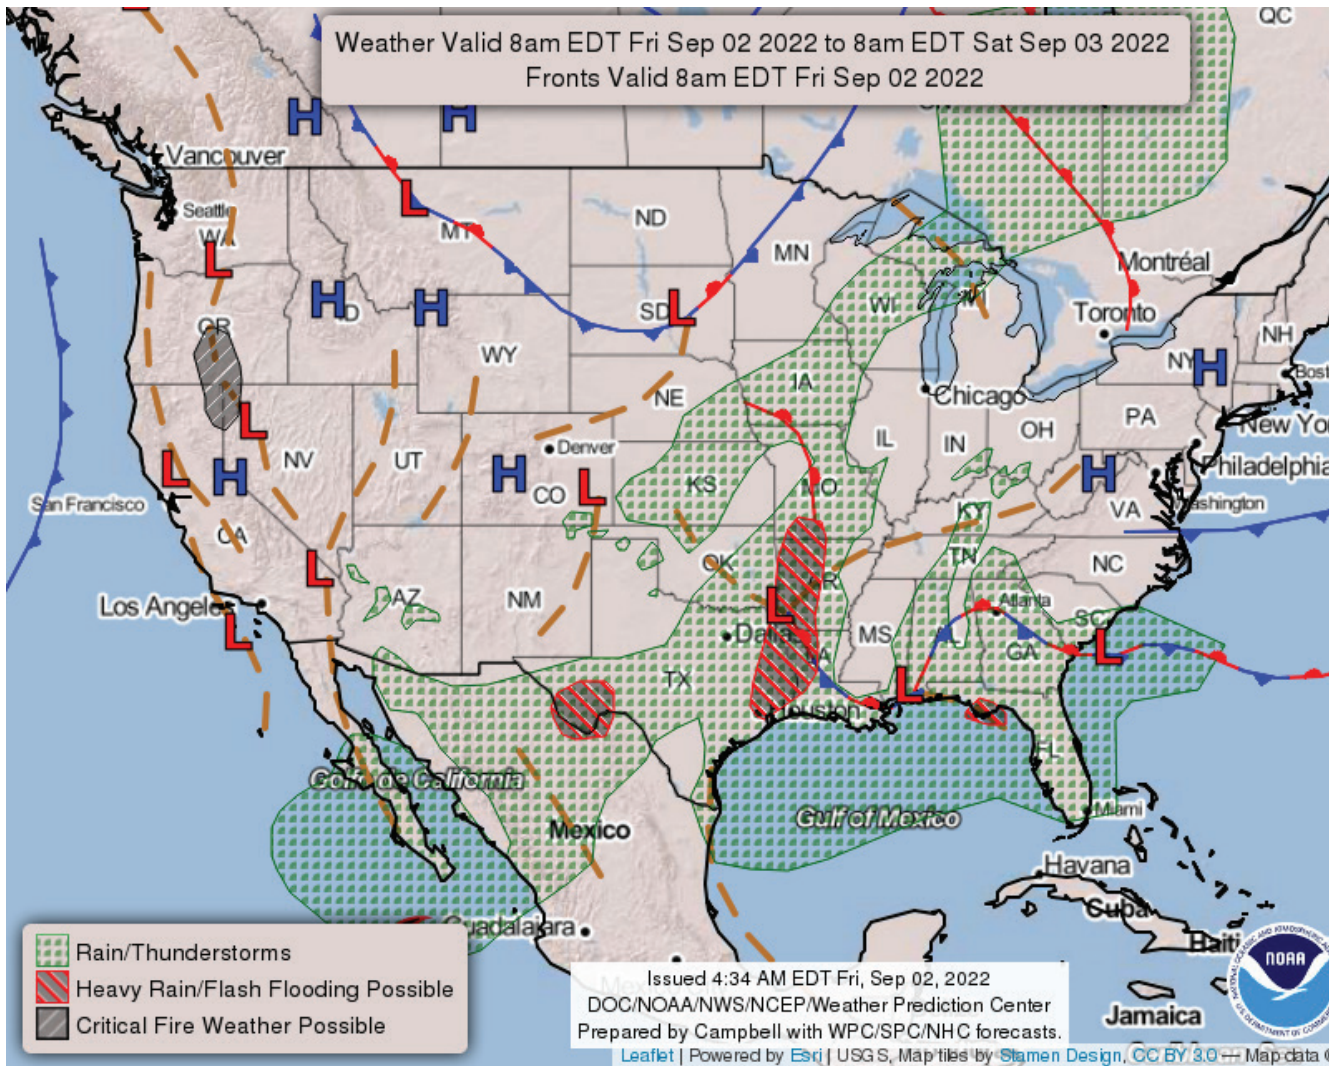 QC
Weather Valid 8am EDT Fri Sep 02 2022 to 8am EDT Sat Sep 03 2022
Fronts Valid 8am EDT Fri Sep 02 2022
H
H
Vancouver
L
Seattle
WA
MT
ND
MN
Montréal
L
H
ID
H
SD
L
WI
MI
Toronto
OR
WY
NY
H
NH
Bost
IA
NE
Chicago
L
Denver
IL
IN
OH
PA
New Yo
L
H
NV
UT
H
CO
L
KS
MO
H
Philadelphia
San Francisco
KY
VA
Washington
CA
L
OK
TN
NC
AZ
NM
AR
Los Angeles
L
L
Dallas
MS
AL
Atlanta
GA
SC
L
TX
LA
L
Houston
FL
Golfo de California
Miami
Gulf of Mexico
Mexico
Havana
Cuba
Guadalajara
Haiti
Rain/Thunderstorms
Heavy Rain/Flash Flooding Possible
Critical Fire Weather Possible
Issued 4:34 AM EDT Fri, Sep 02, 2022
DOC/NOAA/NWS/NCEP/Weather Prediction Center
Prepared by Campbell with WPC/SPC/NHC forecasts.
NOAA
Jamaica
Leaflet | Powered by Esri | USGS, Map tiles by Stamen Design, CC BY 3.0 — Map data ©